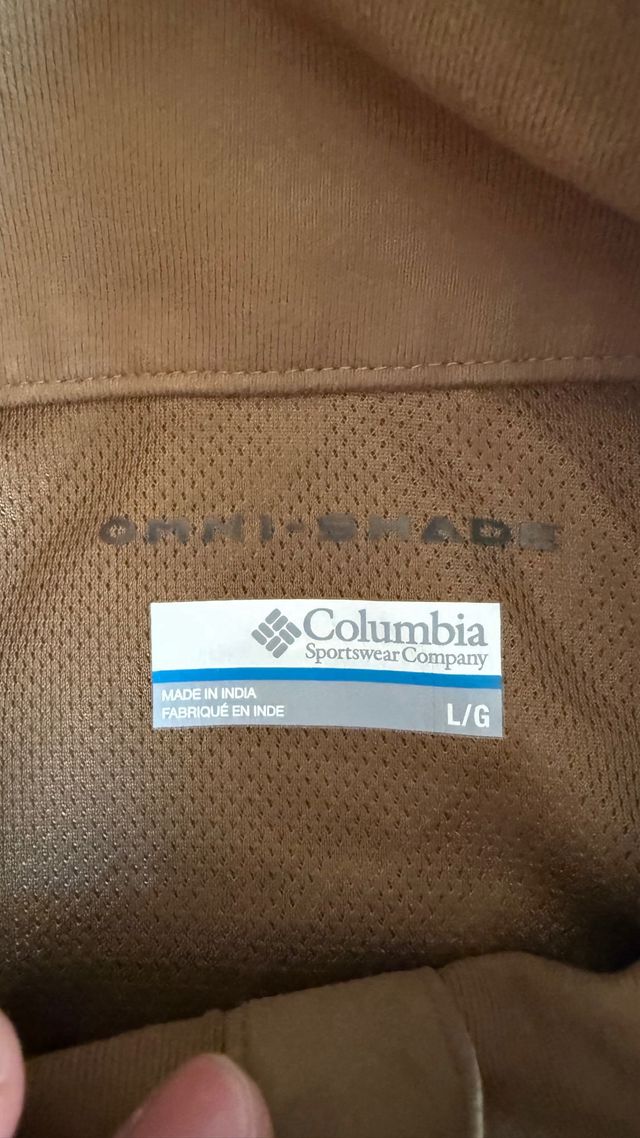 OMNI-SHADE
Columbia
Sportswear Company
MADE IN INDIA
FABRIQUÉ EN INDE
L/G